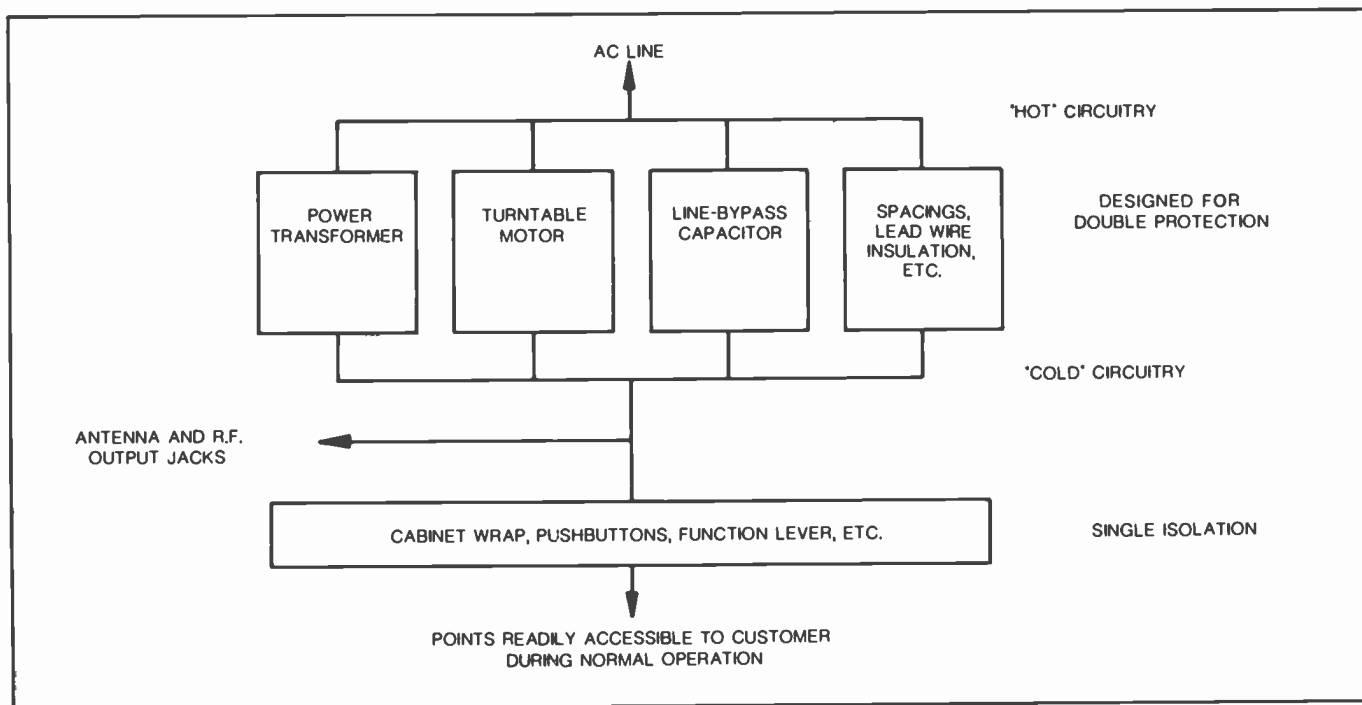 AC LINE
"HOT" CIRCUITRY
POWER
TRANSFORMER
TURNTABLE
MOTOR
LINE-BYPASS
CAPACITOR
SPACINGS,
LEAD WIRE
INSULATION,
ETC.
DESIGNED FOR
DOUBLE PROTECTION
"COLD" CIRCUITRY
ANTENNA AND R.F.
OUTPUT JACKS
CABINET WRAP, PUSHBUTTONS, FUNCTION LEVER, ETC.
SINGLE ISOLATION
POINTS READILY ACCESSIBLE TO CUSTOMER
DURING NORMAL OPERATION